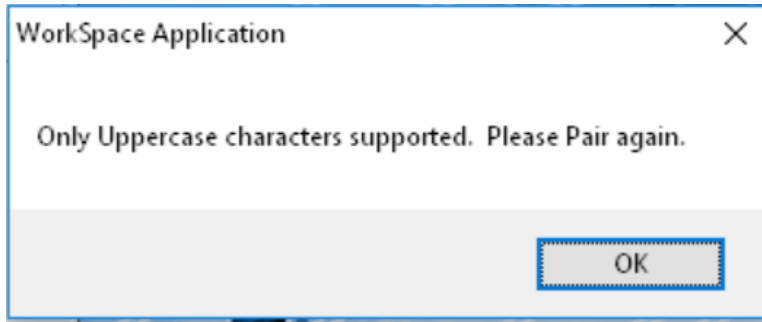 WorkSpace Application
Only Uppercase characters supported.  Please Pair again.
OK